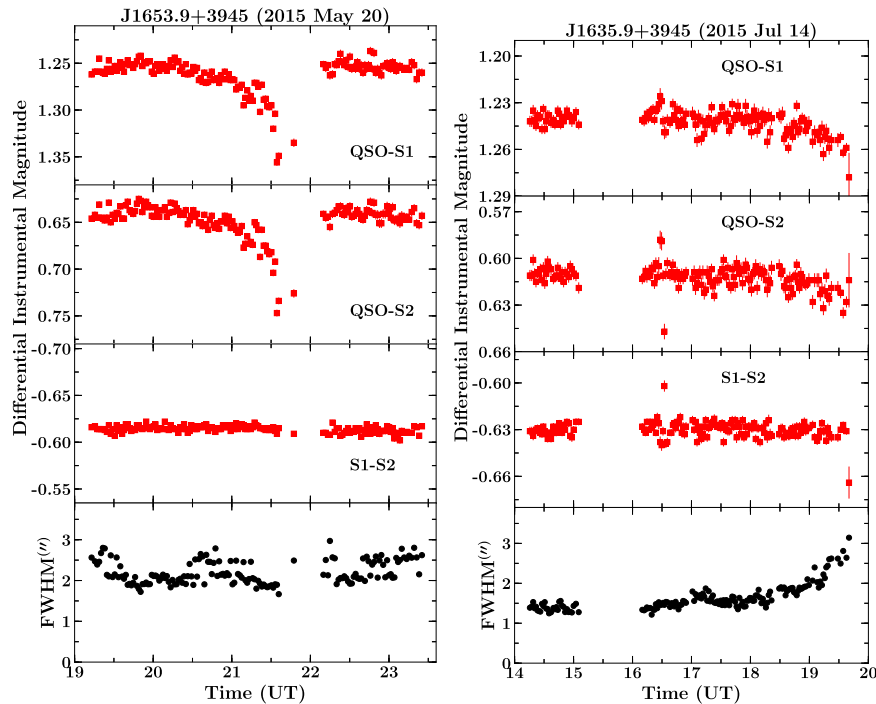 J1653.9+3945 (2015 May 20)
Differential Instrumental Magnitude
1.25
1.30
1.35
QSO-S1
0.65
0.70
0.75
QSO-S2
-0.70
-0.65
-0.60
-0.55
S1-S2
FWHM(′′)
3
2
1
0
19 20 21 22 23
Time (UT)
J1635.9+3945 (2015 Jul 14)
Differential Instrumental Magnitude
1.20
1.23
1.26
1.29
QSO-S1
0.57
0.60
0.63
0.66
QSO-S2
-0.60
-0.63
-0.66
S1-S2
FWHM(′′)
3
2
1
0
14 15 16 17 18 19 20
Time (UT)